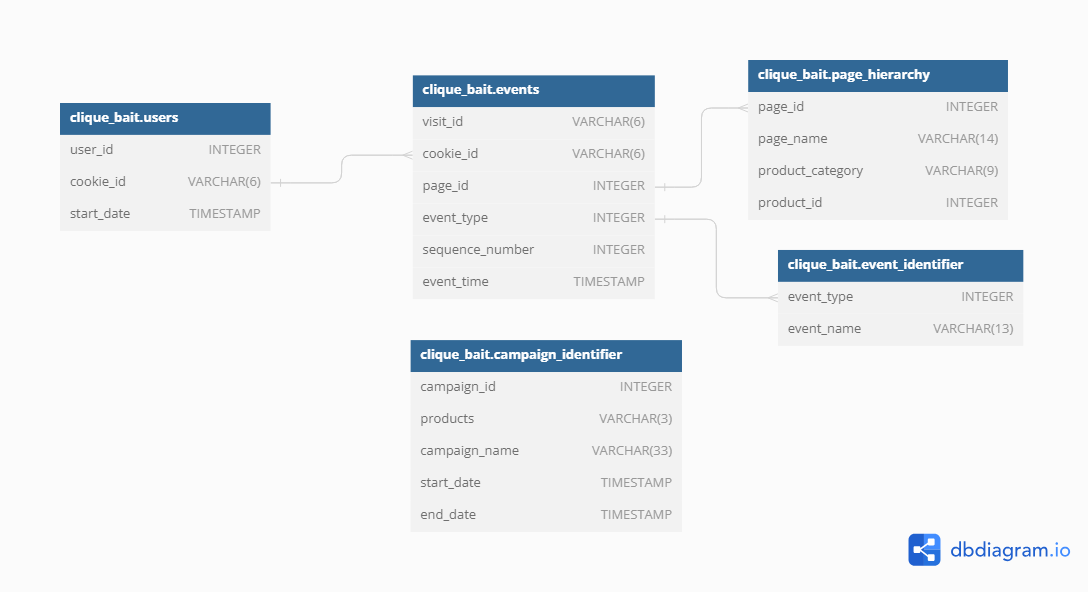 clique_bait.users
user_id INTEGER
cookie_id VARCHAR(6)
start_date TIMESTAMP
clique_bait.events
visit_id VARCHAR(6)
cookie_id VARCHAR(6)
page_id INTEGER
event_type INTEGER
sequence_number INTEGER
event_time TIMESTAMP
clique_bait.page_hierarchy
page_id INTEGER
page_name VARCHAR(14)
product_category VARCHAR(9)
product_id INTEGER
clique_bait.event_identifier
event_type INTEGER
event_name VARCHAR(13)
clique_bait.campaign_identifier
campaign_id INTEGER
products VARCHAR(3)
campaign_name VARCHAR(33)
start_date TIMESTAMP
end_date TIMESTAMP
dbdiagram.io